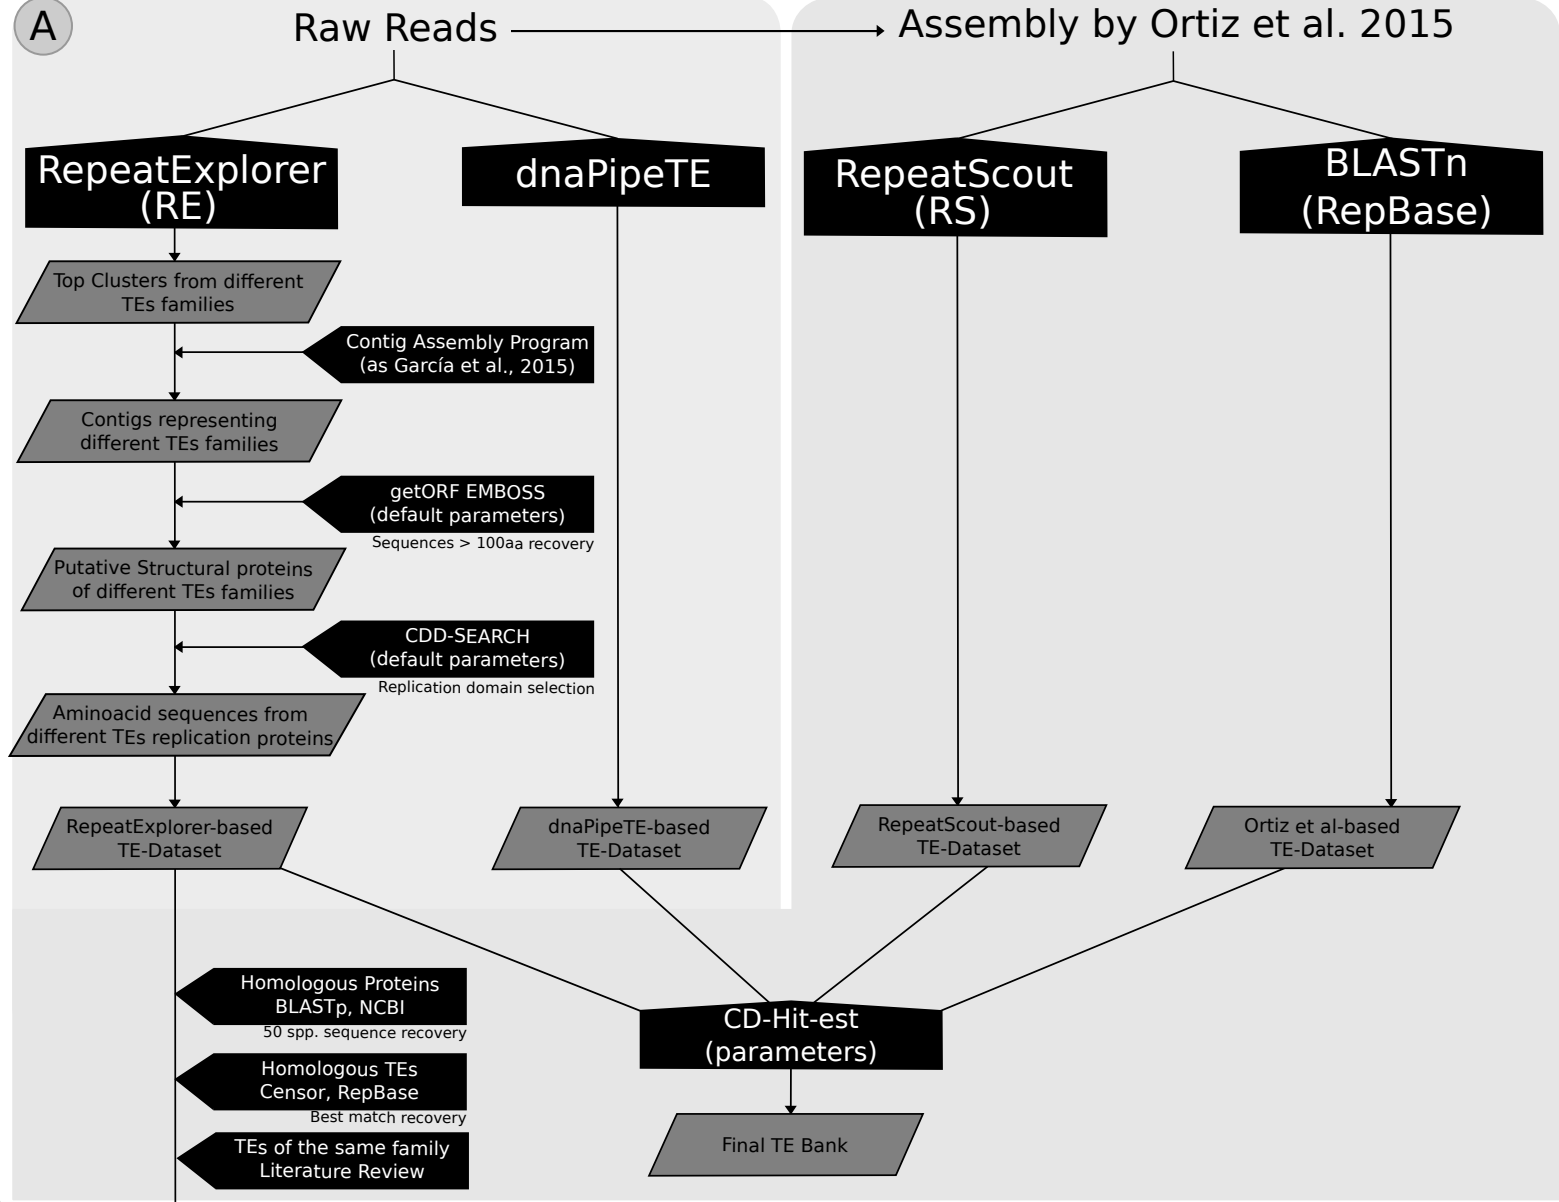 A
Raw Reads
Assembly by Ortiz et al. 2015
RepeatExplorer
(RE)
dnaPipeTE
RepeatScout
(RS)
BLASTn
(RepBase)
Top Clusters from different
TEs families
Contig Assembly Program
(as García et al., 2015)
Contigs representing
different TEs families
getORF EMBOSS
(default parameters)
Sequences > 100aa recovery
Putative Structural proteins
of different TEs families
CDD-SEARCH
(default parameters)
Replication domain selection
Aminoacid sequences from
different TEs replication proteins
RepeatExplorer-based
TE-Dataset
dnaPipeTE-based
TE-Dataset
RepeatScout-based
TE-Dataset
Ortiz et al-based
TE-Dataset
Homologous Proteins
BLASTp, NCBI
50 spp. sequence recovery
Homologous TEs
Censor, RepBase
Best match recovery
TEs of the same family
Literature Review
CD-Hit-est
(parameters)
Final TE Bank